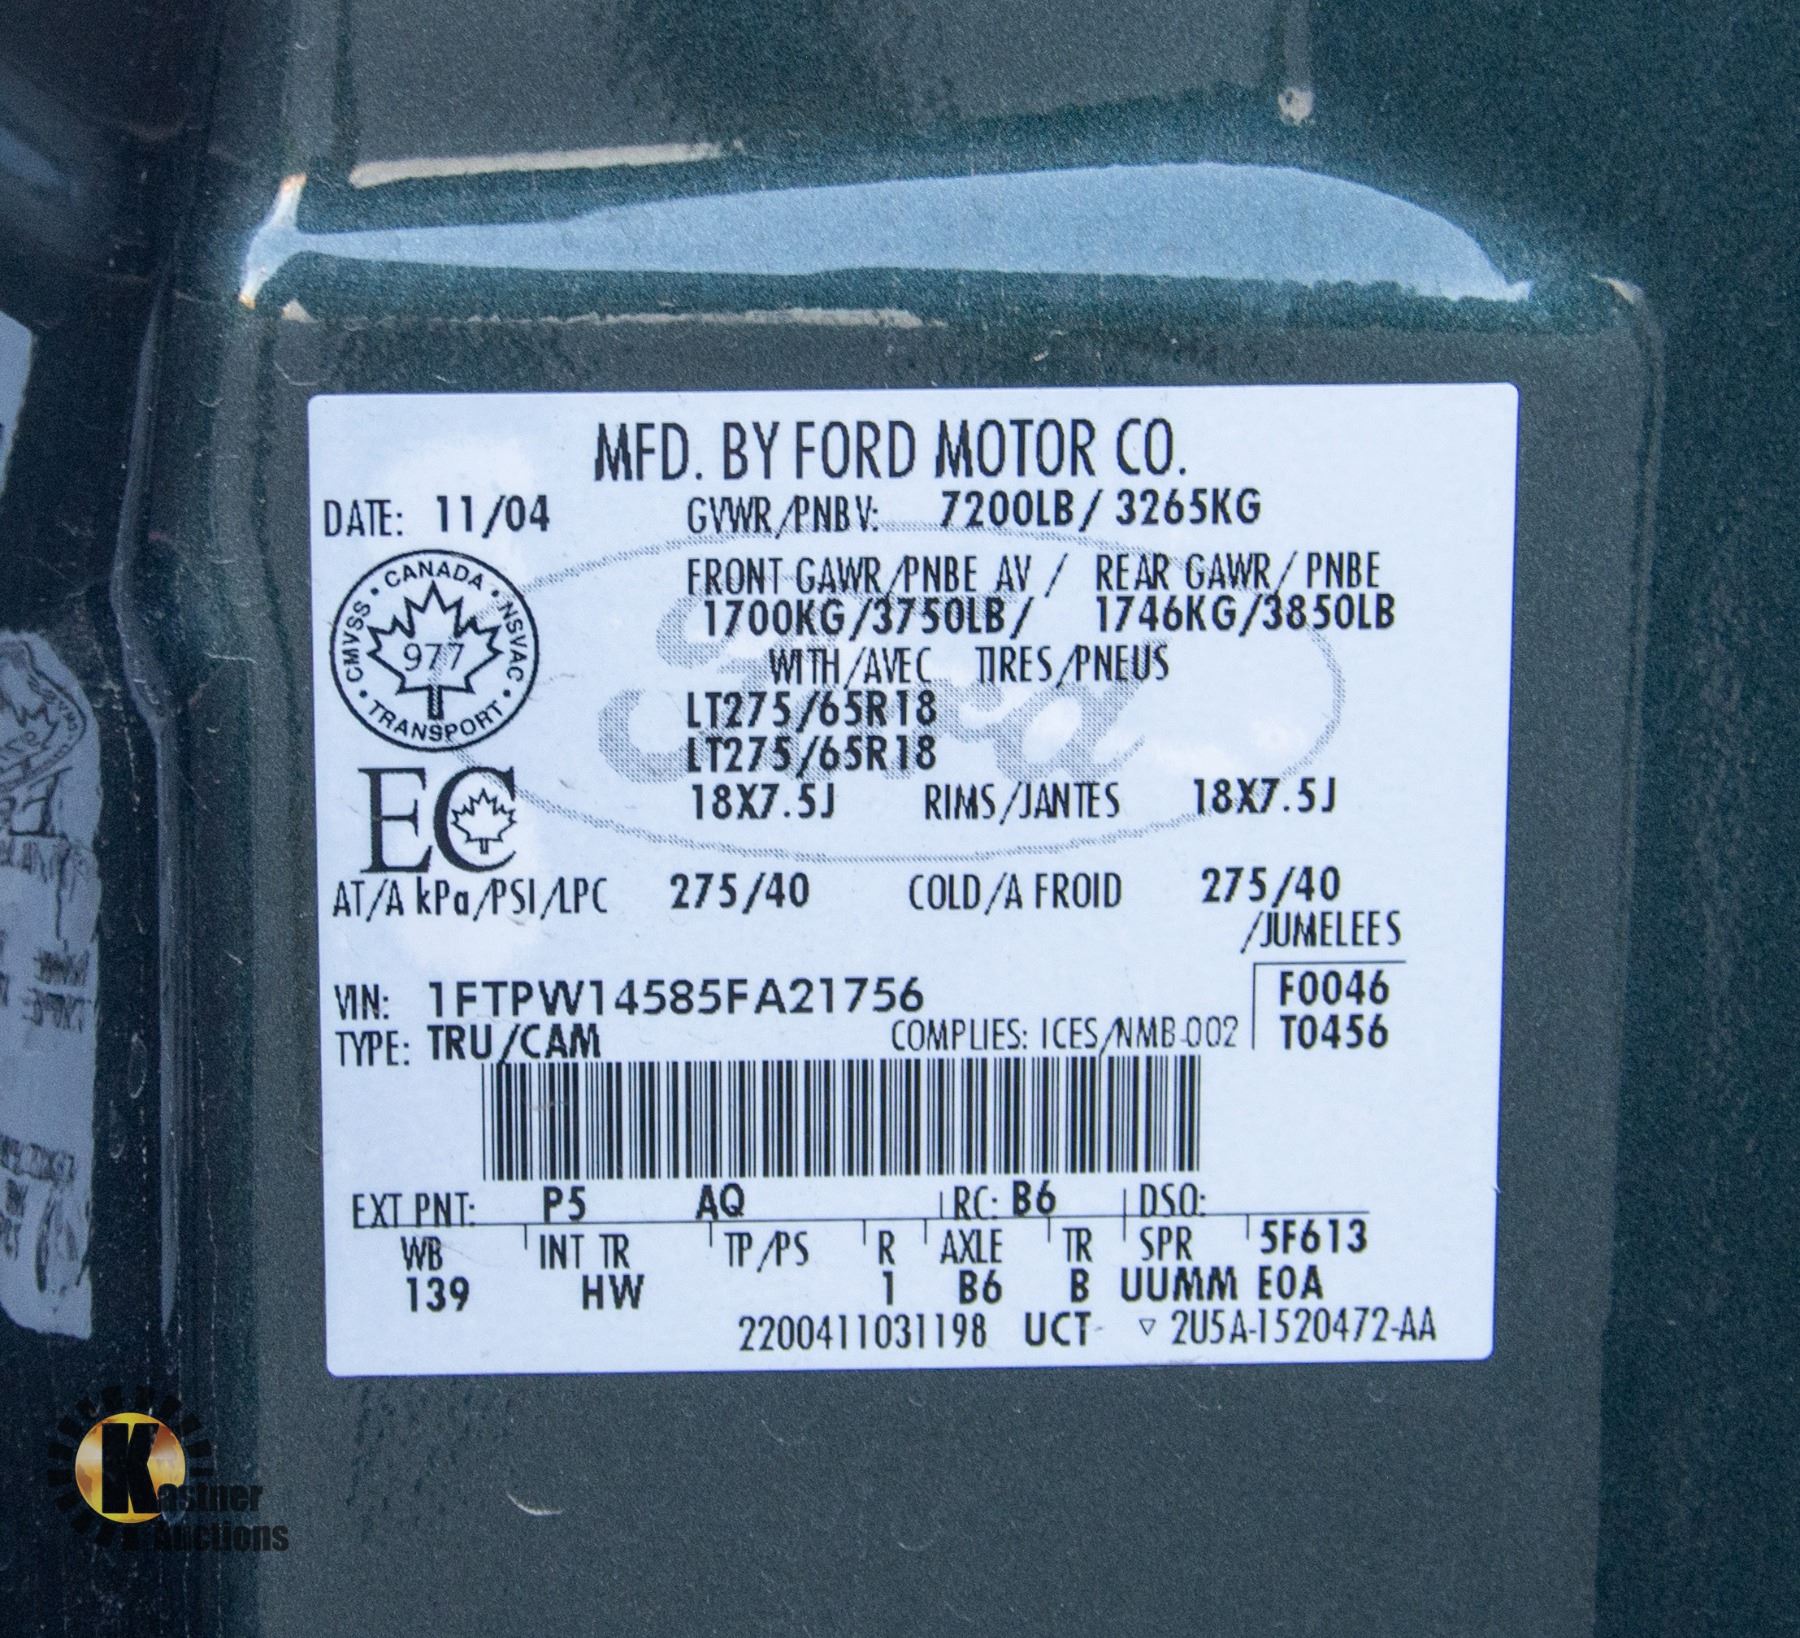 MFD. BY FORD MOTOR CO.
DATE: 11/04 GVWR/PNBV: 7200LB/ 3265KG
FRONT GAWR/PNBE AV / REAR GAWR/PNBE
1700KG/3750LB/ 1746KG/3850LB
WITH/AVEC TIRES/PNEUS
LT275/65R18
LT275/65R18
18X7.5J RIMS/JANTES 18X7.5J
CANADA
CMVSS
NSVAC
977
TRANSPORT
Ford
EC
AT/A kPa/PSI/LPC 275/40 COLD/A FROID 275/40
/JUMELEES
VIN: 1FTPW14585FA21756 F0046
TYPE: TRU/CAM COMPLIES: ICES/NMB-002 T0456
EXT PNT: P5 AQ RC: B6 DSO:
WB INT TR TP/PS R AXLE TR SPR 5F613
139 HW 1 B6 B UUMM E0A
2200411031198 UCT ▽ 2U5A-1520472-AA
Kastner
Auctions